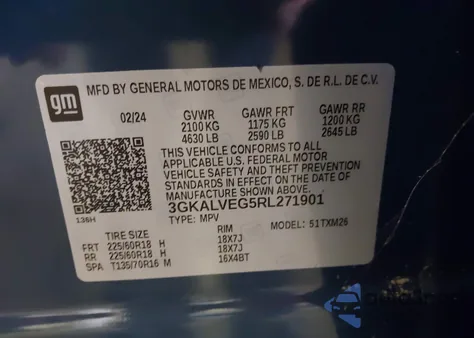 gm
MFD BY GENERAL MOTORS DE MEXICO, S. DE R.L. DE C.V.
02/24 GVWR GAWR FRT GAWR RR
2100 KG 1175 KG 1200 KG
4630 LB 2590 LB 2645 LB
THIS VEHICLE CONFORMS TO ALL
APPLICABLE U.S. FEDERAL MOTOR
VEHICLE SAFETY AND THEFT PREVENTION
STANDARDS IN EFFECT ON THE DATE OF
MANUFACTURE SHOWN ABOVE.
3GKALVEG5RL271901
136H
TYPE: MPV MODEL: 51TXM26
TIRE SIZE RIM
FRT 225/60R18 H 18X7J
RR 225/60R18 H 18X7J
SPA T135/70R16 M 16X4BT